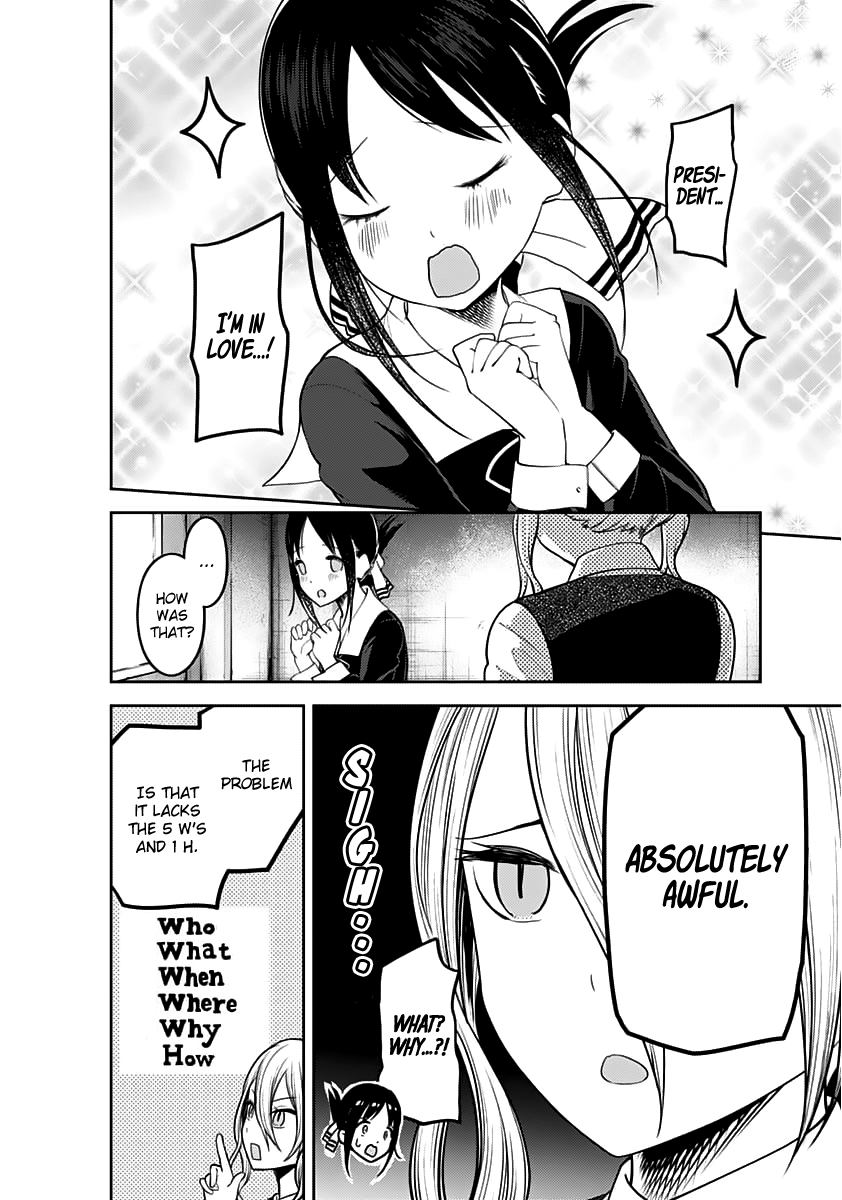 PRESI-
DENT...
I'M IN
LOVE...!
...
HOW
WAS
THAT?
ABSOLUTELY
AWFUL.
SIGH...
WHAT?
WHY...?!
THE
PROBLEM
IS THAT
IT LACKS
THE 5 W'S
AND 1 H.
Who
What
When
Where
Why
How